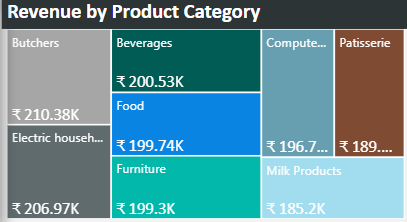 Revenue by Product Category
Butchers
₹ 210.38K
Electric househ...
₹ 206.97K
Beverages
₹ 200.53K
Food
₹ 199.74K
Furniture
₹ 199.3K
Compute...
₹ 196.7...
Patisserie
₹ 189....
Milk Products
₹ 185.2K